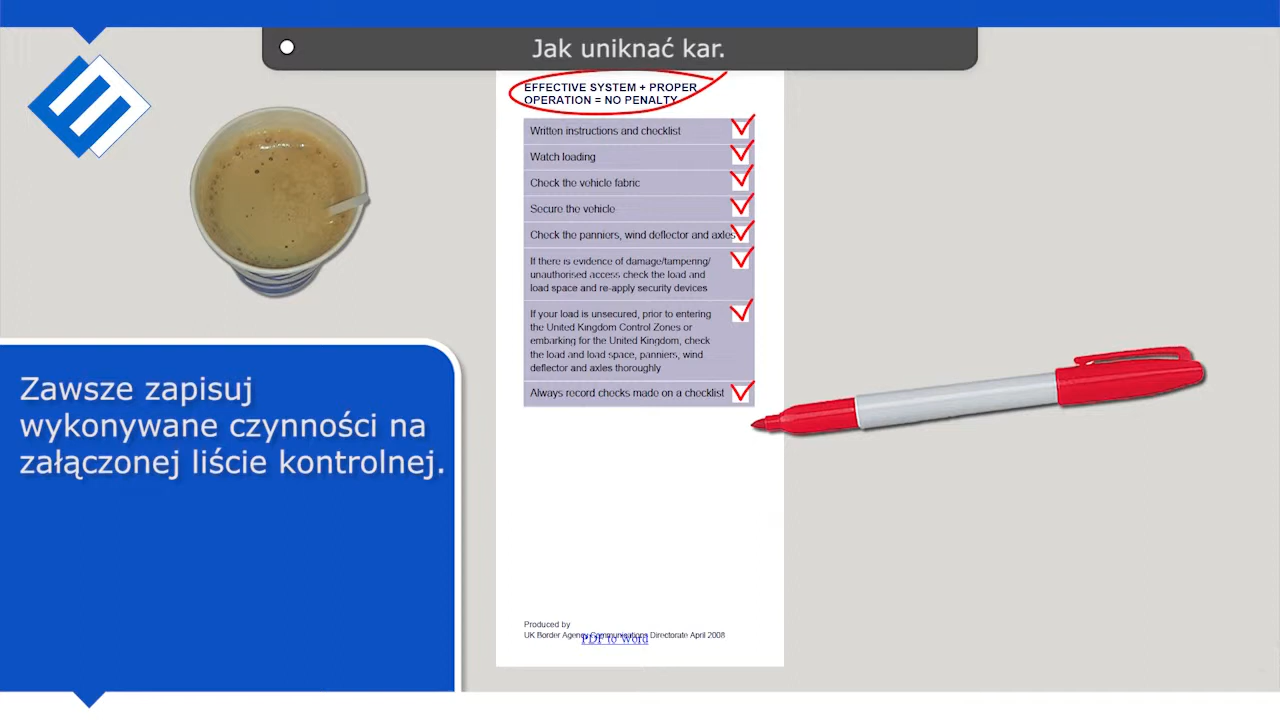 Jak uniknać kar.
EFFECTIVE SYSTEM + PROPER
OPERATION = NO PENALTY
Written instructions and checklist
Watch loading
Check the vehicle fabric
Secure the vehicle
Check the panniers, wind deflector and axles
If there is evidence of damage/tampering/
unauthorised access check the load and
load space and re-apply security devices
If your load is unsecured, prior to entering
the United Kingdom Control Zones or
embarking for the United Kingdom, check
the load and load space, panniers, wind
deflector and axles thoroughly
Always record checks made on a checklist
Zawsze zapisuj
wykonywane czynności na
załączonej liście kontrolnej.
Produced by
UK Border Agency Communications Directorate April 2008
PDF to Word